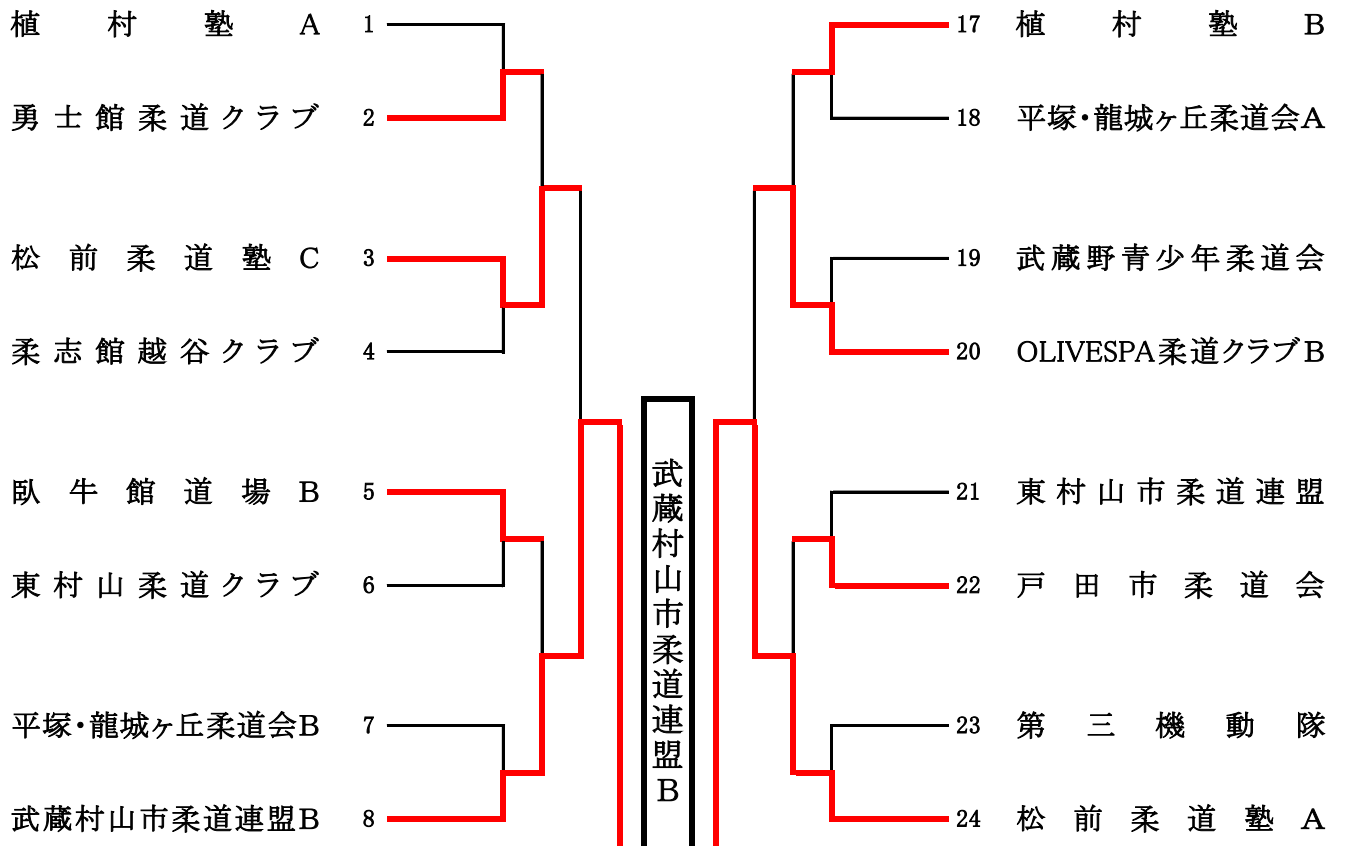 植村塾A 1
勇士館柔道クラブ 2
松前柔道塾C 3
柔志館越谷クラブ 4
臥牛館道場B 5
東村山柔道クラブ 6
平塚・龍城ヶ丘柔道会B 7
武蔵村山市柔道連盟B 8
武蔵村山市柔道連盟B
17 植村塾B
18 平塚・龍城ヶ丘柔道会A
19 武蔵野青少年柔道会
20 OLIVESPA柔道クラブB
21 東村山市柔道連盟
22 戸田市柔道会
23 第三機動隊
24 松前柔道塾A